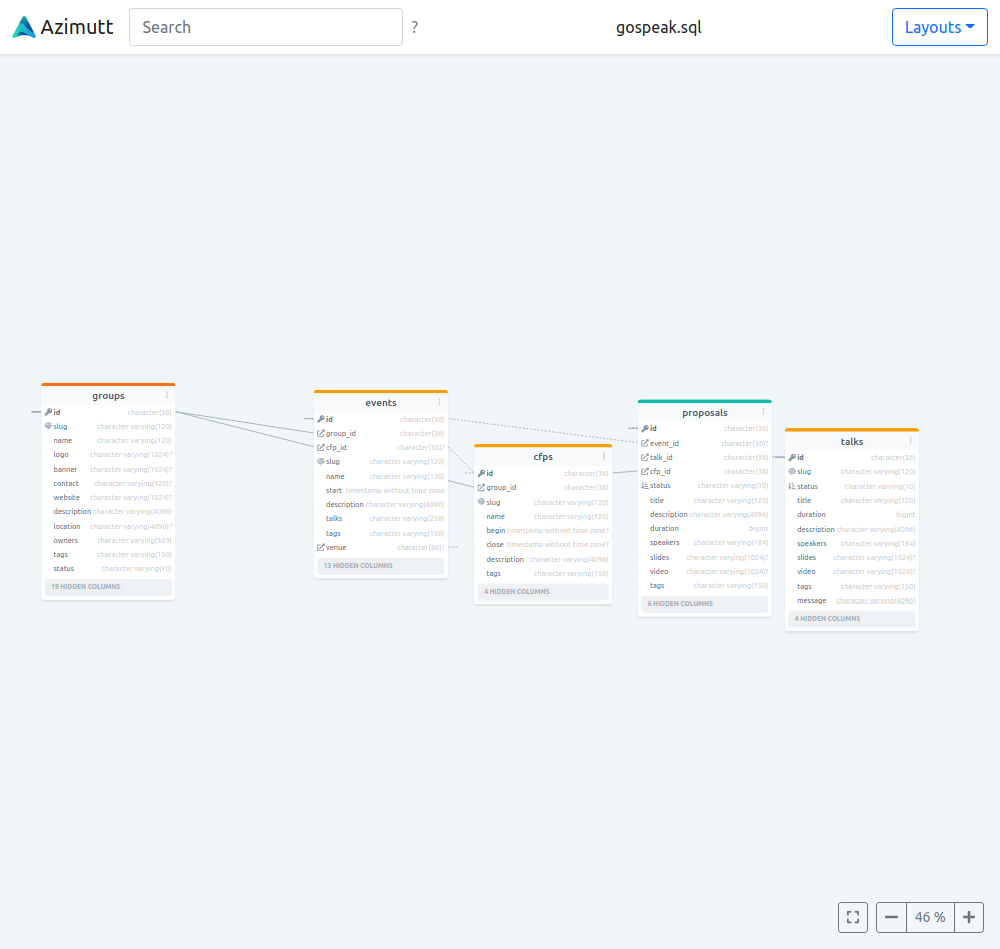 Azimutt
Search
?
gospeak.sql
Layouts
groups
id character(36)
slug character varying(120)
name character varying(120)
logo character varying(1024)?
banner character varying(1024)?
contact character varying(120)?
website character varying(1024)?
description character varying(4096)
location character varying(4096)?
owners character varying(369)
tags character varying(150)
status character varying(10)
19 HIDDEN COLUMNS
events
id character(36)
group_id character(36)
cfp_id character(36)?
slug character varying(120)
name character varying(120)
start timestamp without time zone
description character varying(4096)
talks character varying(258)
tags character varying(150)
venue character(36)?
13 HIDDEN COLUMNS
cfps
id character(36)
group_id character(36)
slug character varying(120)
name character varying(120)
begin timestamp without time zone?
close timestamp without time zone?
description character varying(4096)
tags character varying(150)
4 HIDDEN COLUMNS
proposals
id character(36)
event_id character(36)?
talk_id character(36)
cfp_id character(36)
status character varying(10)
title character varying(120)
description character varying(4096)
duration bigint
speakers character varying(184)
slides character varying(1024)?
video character varying(1024)?
tags character varying(150)
6 HIDDEN COLUMNS
talks
id character(36)
slug character varying(120)
status character varying(10)
title character varying(120)
duration bigint
description character varying(4096)
speakers character varying(184)
slides character varying(1024)?
video character varying(1024)?
tags character varying(150)
message character varying(4096)
4 HIDDEN COLUMNS
46 %